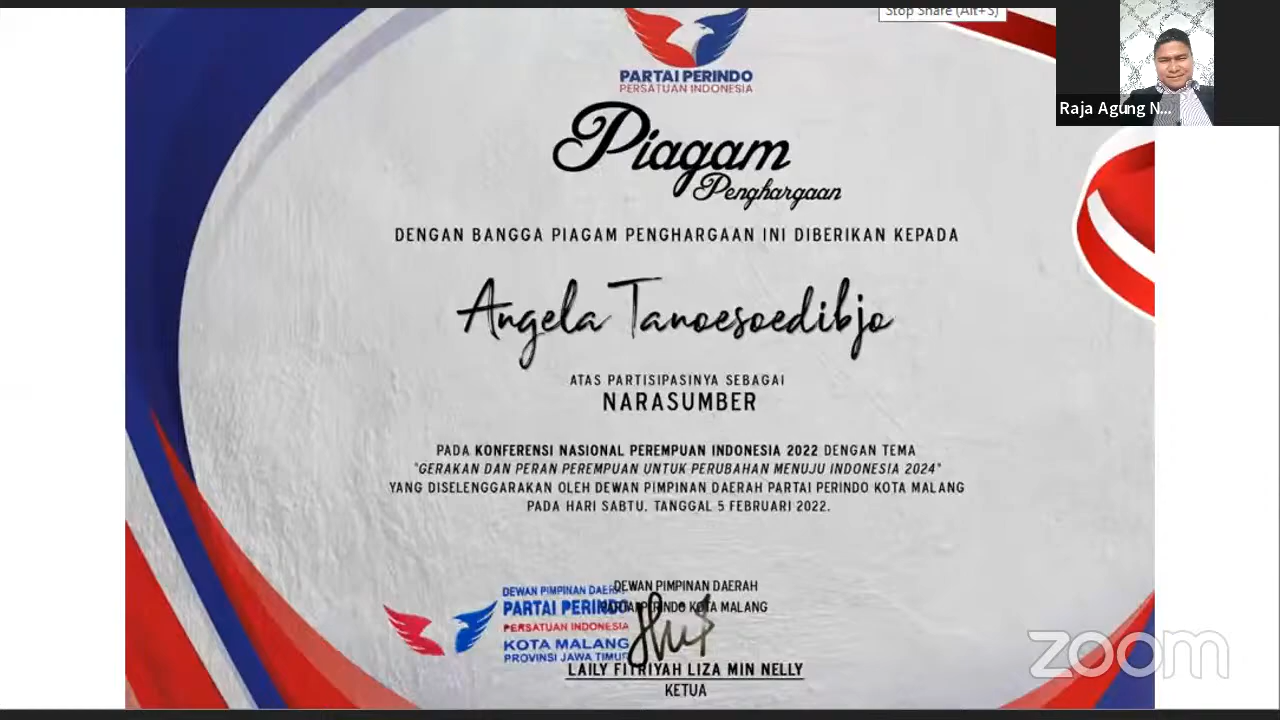 Stop Share (Alt+S)
PARTAI PERINDO
PERSATUAN INDONESIA
Raja Agung N...
Piagam
Penghargaan
DENGAN BANGGA PIAGAM PENGHARGAAN INI DIBERIKAN KEPADA
Angela Tanoesoedibjo
ATAS PARTISIPASINYA SEBAGAI
NARASUMBER
PADA KONFERENSI NASIONAL PEREMPUAN INDONESIA 2022 DENGAN TEMA
"GERAKAN DAN PERAN PEREMPUAN UNTUK PERUBAHAN MENUJU INDONESIA 2024"
YANG DISELENGGARAKAN OLEH DEWAN PIMPINAN DAERAH PARTAI PERINDO KOTA MALANG
PADA HARI SABTU, TANGGAL 5 FEBRUARI 2022.
DEWAN PIMPINAN DAERAH
PARTAI PERINDO KOTA MALANG
DEWAN PIMPINAN DAERAH
PARTAI PERINDO
PERSATUAN INDONESIA
KOTA MALANG
PROVINSI JAWA TIMUR
LAILY FITRIYAH LIZA MIN NELLY
KETUA
zoom